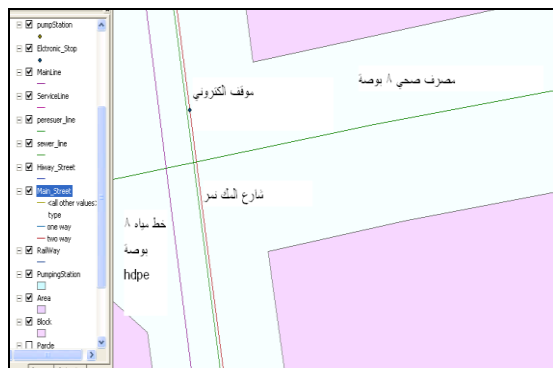 pumpStation
Elctronic_Stop
MainLine
ServiceLine
peresuer_line
sewer_line
Hiway_Street
Main_Street
<all other values>
type
one way
two way
RailWay
PumpingStation
Area
Block
Parcle
موقف الكتروني
مصرف صحي ٨ بوصة
شارع الملك نمر
خط مياه ٨
بوصة
hdpe